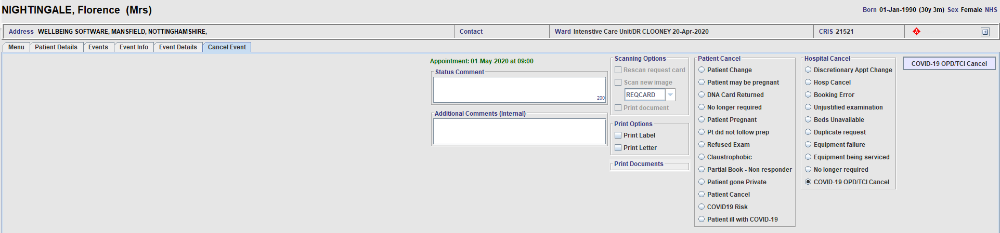 NIGHTINGALE, Florence (Mrs)
Born 01-Jan-1990 (30y 3m) Sex Female NHS
Address WELLBEING SOFTWARE, MANSFIELD, NOTTINGHAMSHIRE,
Contact
Ward Intenstive Care Unit/DR CLOONEY 20-Apr-2020
CRIS 21521
A
Menu
Patient Details
Events
Event Info
Event Details
Cancel Event
Appointment: 01-May-2020 at 09:00
Status Comment
200
Additional Comments (Internal)
Scanning Options
Rescan request card
Scan new image
REQCARD
Print document
Print Options
Print Label
Print Letter
Print Documents
Patient Cancel
Patient Change
Patient may be pregnant
DNA Card Returned
No longer required
Patient Pregnant
Pt did not follow prep
Refused Exam
Claustrophobic
Partial Book - Non responder
Patient gone Private
Patient Cancel
COVID19 Risk
Patient ill with COVID-19
Hospital Cancel
Discretionary Appt Change
Hosp Cancel
Booking Error
Unjustified examination
Beds Unavailable
Duplicate request
Equipment failure
Equipment being serviced
No longer required
COVID-19 OPD/TCI Cancel
COVID-19 OPD/TCI Cancel